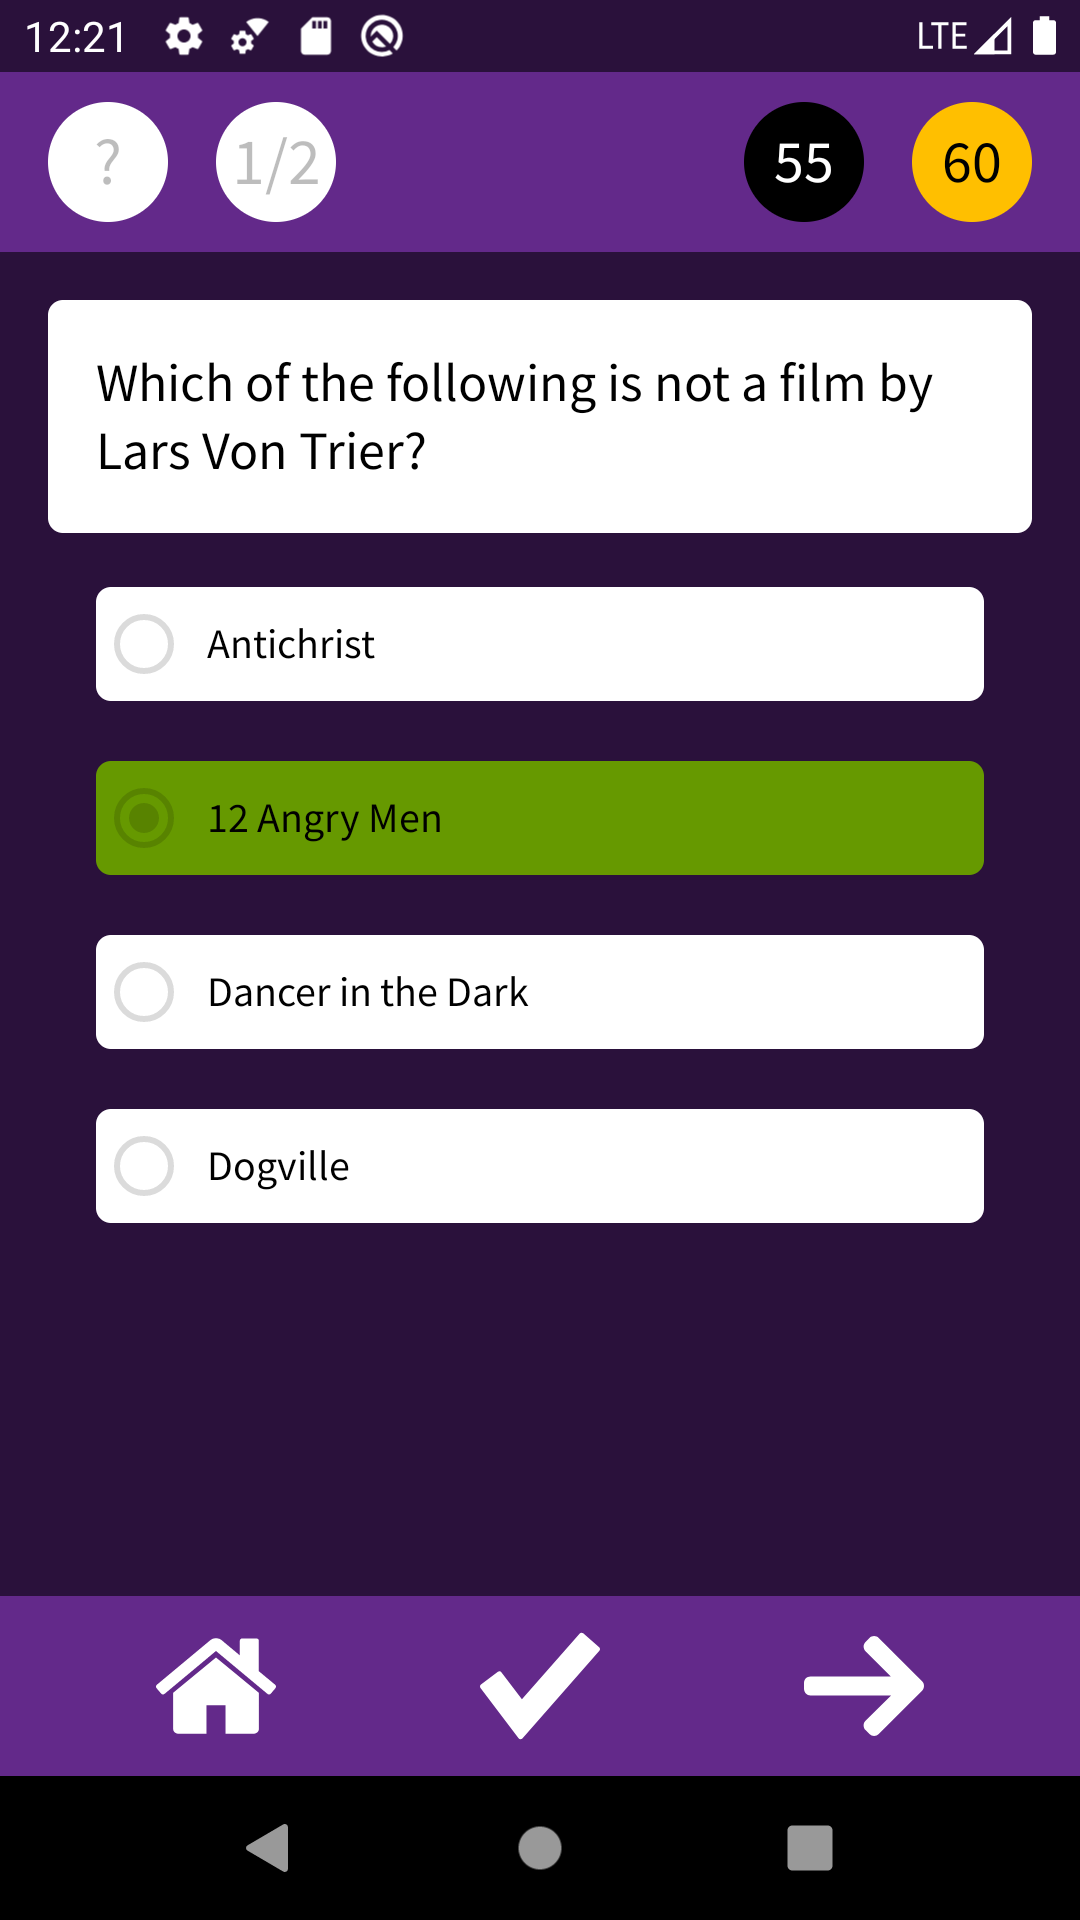 12:21 LTE
? 1/2 55 60
Which of the following is not a film by
Lars Von Trier?
Antichrist
12 Angry Men
Dancer in the Dark
Dogville